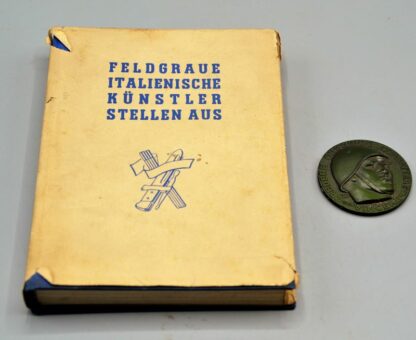 FELDGRAUE
ITALIENISCHE
KÜNSTLER
STELLEN AUS